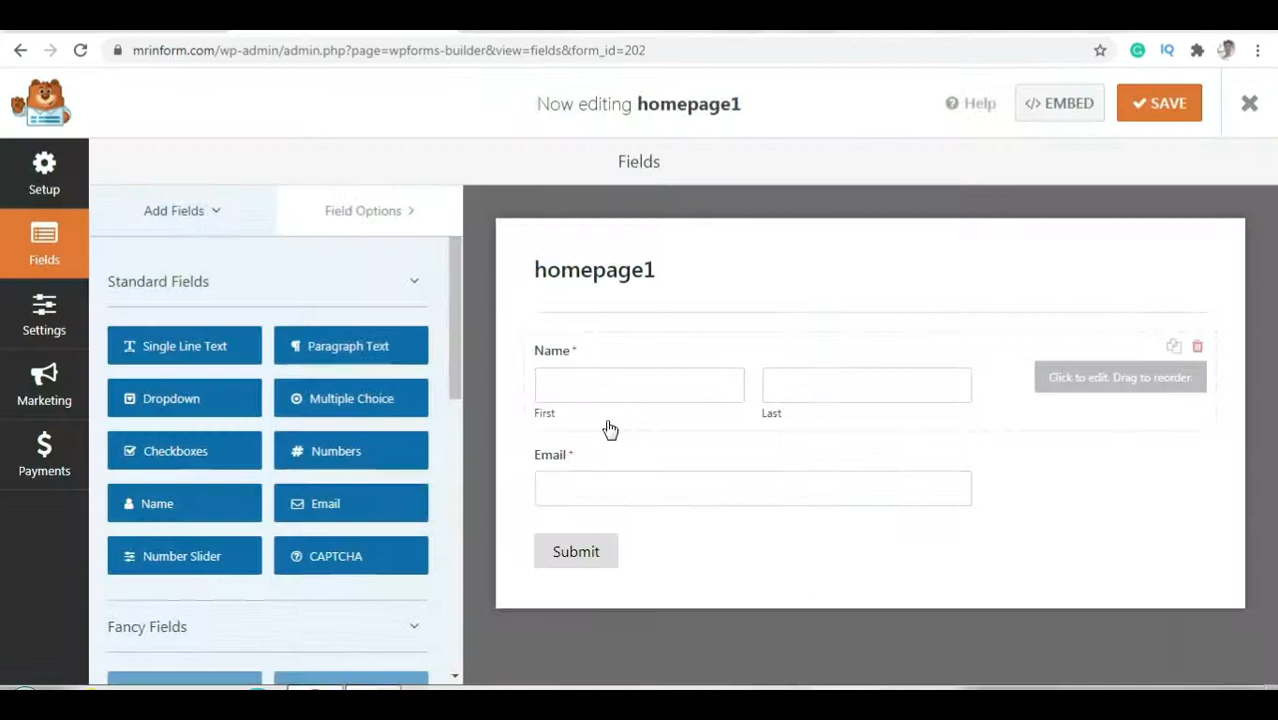 mrinform.com/wp-admin/admin.php?page=wpforms-builder&view=fields&form_id=202
IQ
Now editing homepage1
Help
</> EMBED
SAVE
Fields
Setup
Fields
Settings
Marketing
Payments
Add Fields
Field Options
Standard Fields
Single Line Text
Paragraph Text
Dropdown
Multiple Choice
Checkboxes
Numbers
Name
Email
Number Slider
CAPTCHA
Fancy Fields
homepage1
Name *
Click to edit. Drag to reorder.
First
Last
Email *
Submit